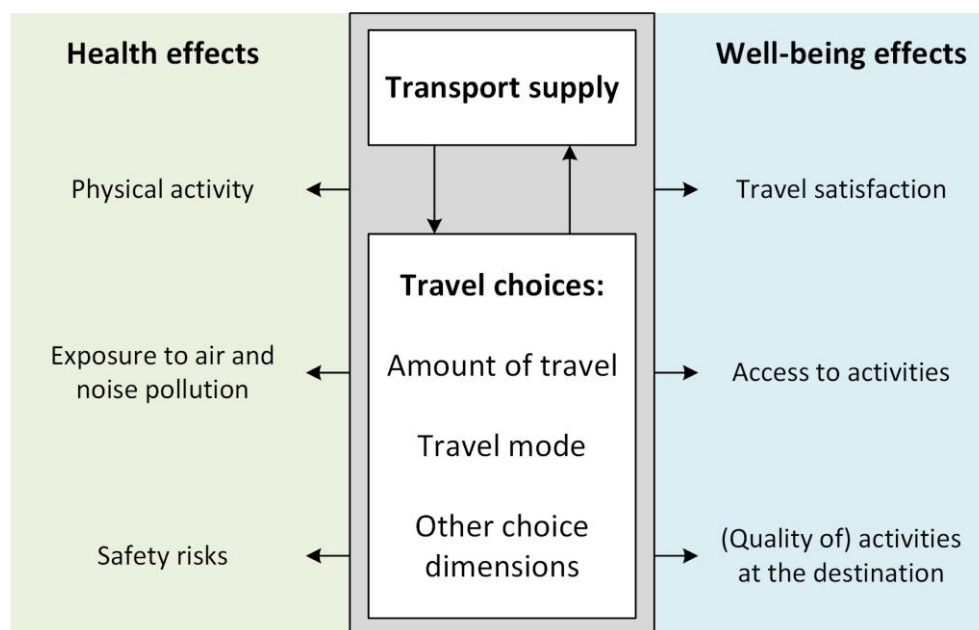 Health effects
Physical activity
Exposure to air and
noise pollution
Safety risks
Transport supply
Travel choices:
Amount of travel
Travel mode
Other choice
dimensions
Well-being effects
Travel satisfaction
Access to activities
(Quality of) activities
at the destination